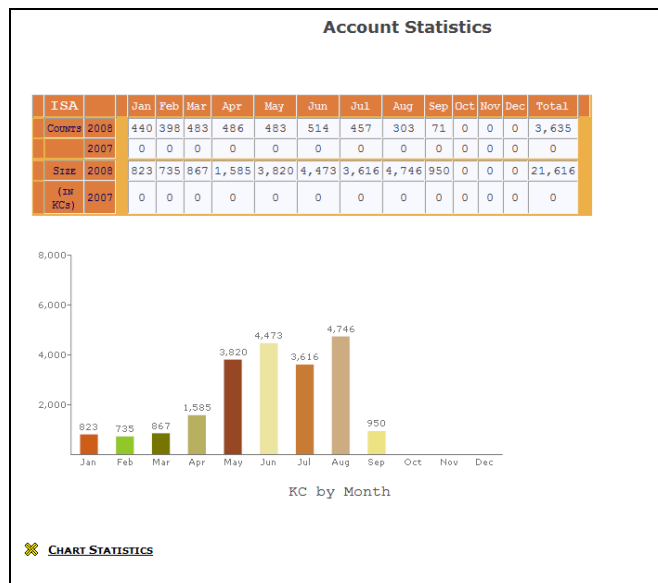 Account Statistics
ISA Jan Feb Mar Apr May Jun Jul Aug Sep Oct Nov Dec Total
Counts 2008 440 398 483 486 483 514 457 303 71 0 0 0 3,635
2007 0 0 0 0 0 0 0 0 0 0 0 0 0
Size 2008 823 735 867 1,585 3,820 4,473 3,616 4,746 950 0 0 0 21,616
(in KCs) 2007 0 0 0 0 0 0 0 0 0 0 0 0 0
8,000
6,000
4,000
2,000
823 735 867 1,585 3,820 4,473 3,616 4,746 950
Jan Feb Mar Apr May Jun Jul Aug Sep Oct Nov Dec
KC by Month
Chart Statistics